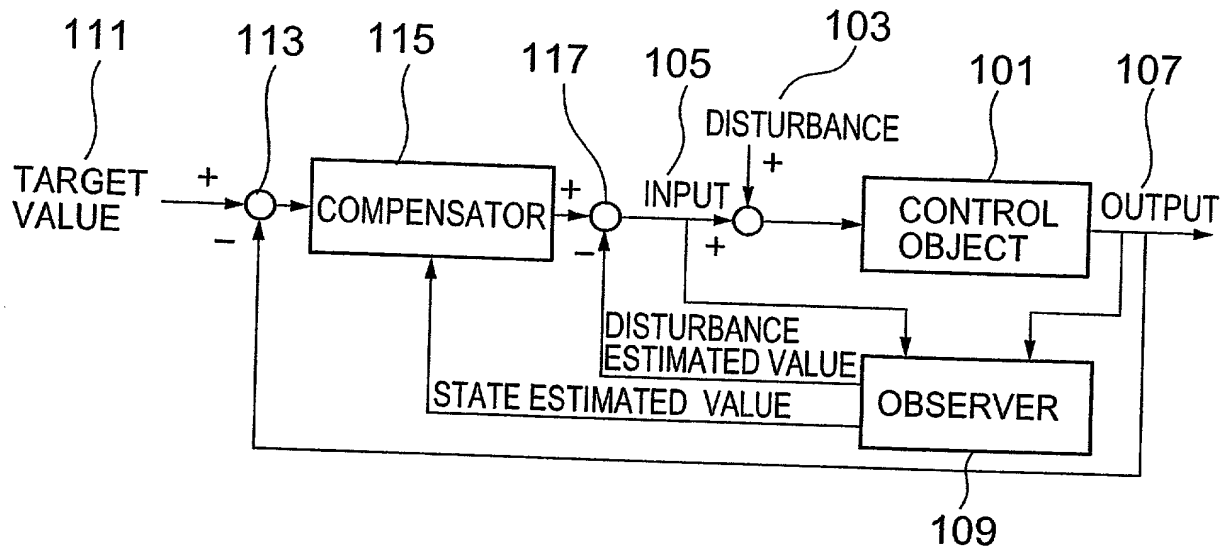 111
113
115
117
105
103
101
107
DISTURBANCE
TARGET
VALUE
+
−
COMPENSATOR
+
−
INPUT
+
+
CONTROL
OBJECT
OUTPUT
DISTURBANCE
ESTIMATED VALUE
STATE ESTIMATED VALUE
OBSERVER
109